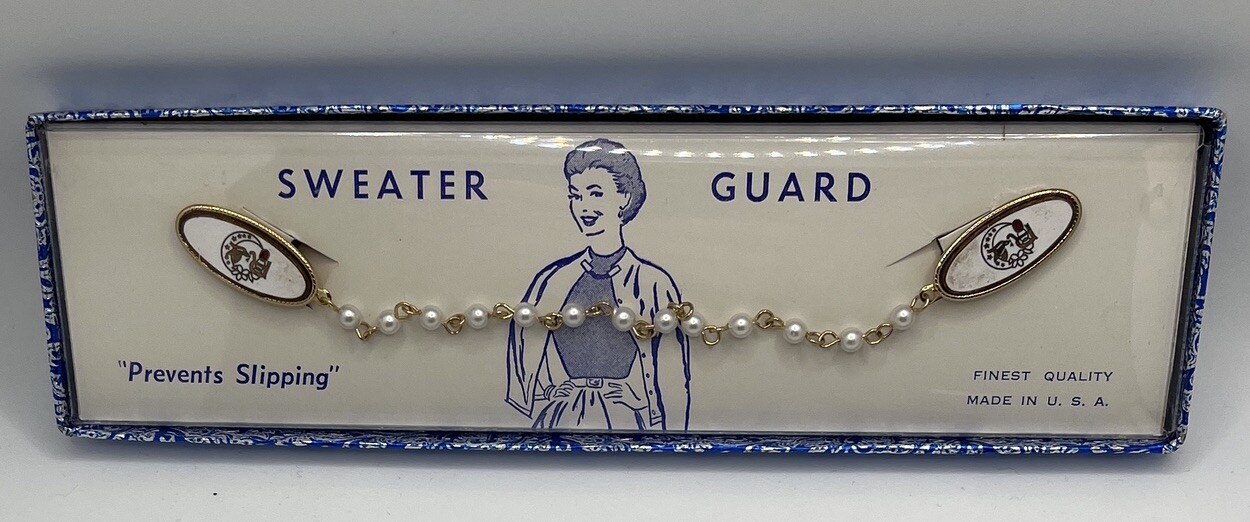 SWEATER GUARD
"Prevents Slipping"
FINEST QUALITY
MADE IN U. S. A.